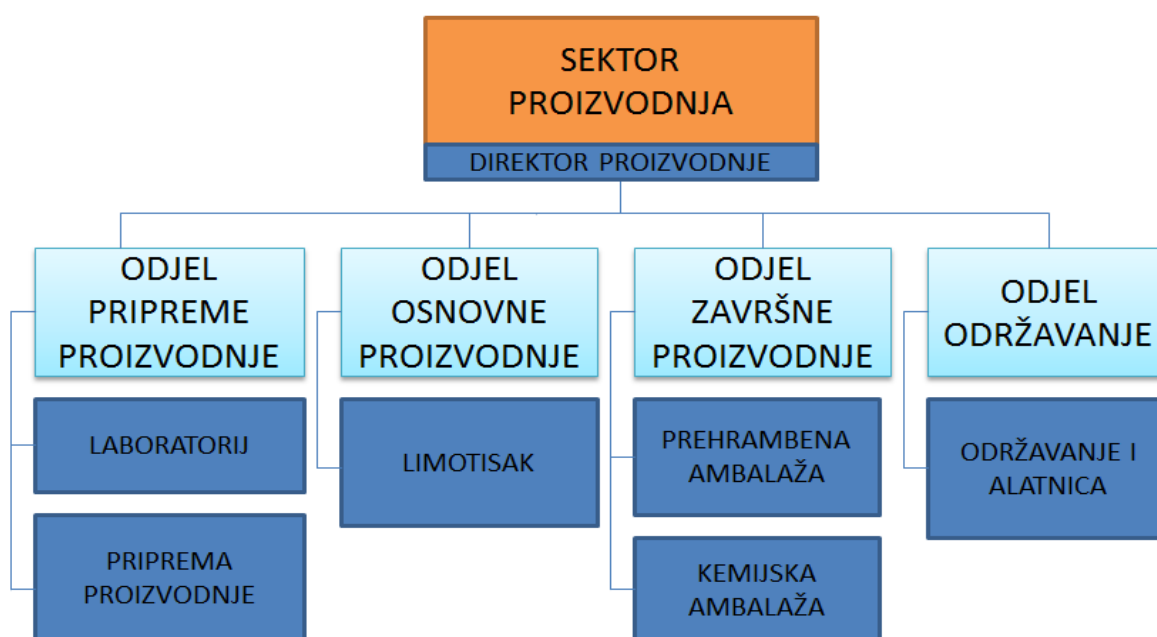 SEKTOR
PROIZVODNJA
DIREKTOR PROIZVODNJE
ODJEL
PRIPREME
PROIZVODNJE
LABORATORIJ
PRIPREMA
PROIZVODNJE
ODJEL
OSNOVNE
PROIZVODNJE
LIMOTISAK
ODJEL
ZAVRŠNE
PROIZVODNJE
PREHRAMBENA
AMBALAŽA
KEMIJSKA
AMBALAŽA
ODJEL
ODRŽAVANJE
ODRŽAVANJE I
ALATNICA